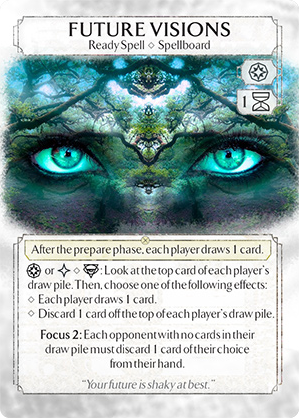 FUTURE VISIONS
Ready Spell ◇ Spellboard
1
After the prepare phase, each player draws 1 card.
or ◇ : Look at the top card of each player's
draw pile. Then, choose one of the following effects:
◇ Each player draws 1 card.
◇ Discard 1 card off the top of each player's draw pile.
Focus 2: Each opponent with no cards in their
draw pile must discard 1 card of their choice
from their hand.
"Your future is shaky at best."